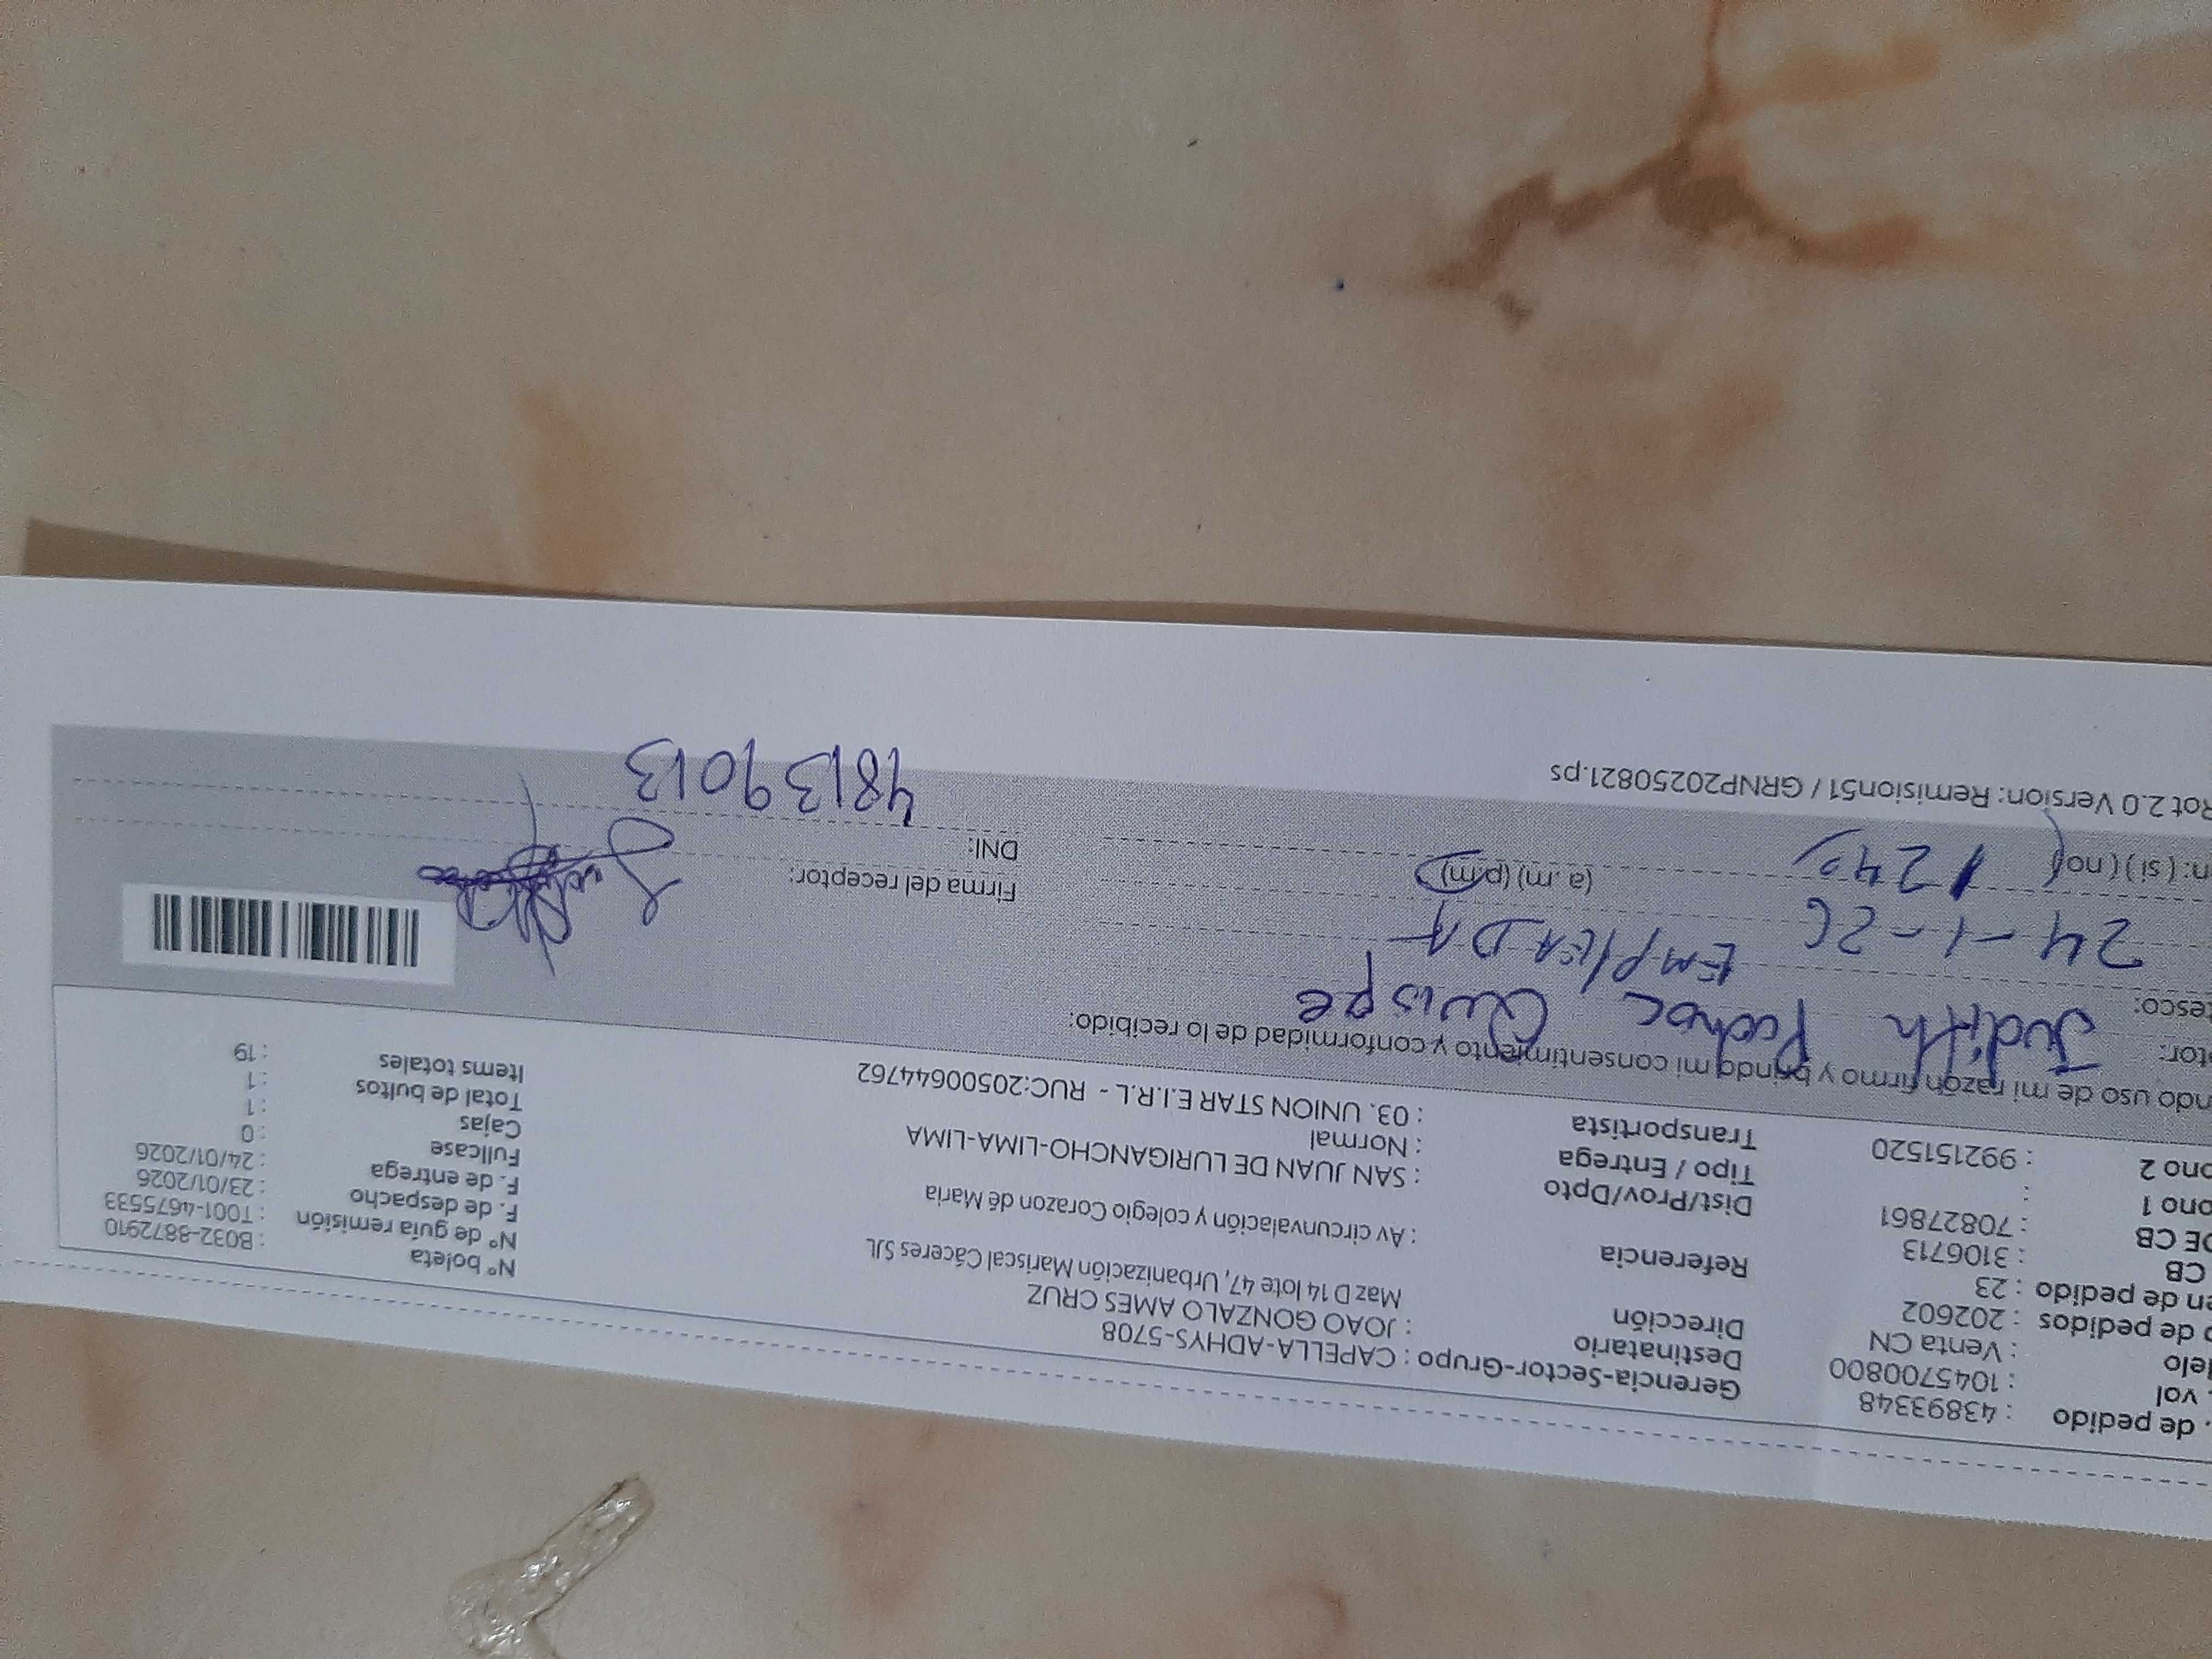 . de pedido : 43893348
. vol : 1045700800
elo : Venta CN
o de pedidos : 202602
en de pedido : 23
CB : 3106713
DE CB : 70827861
ono 1 :
ono 2 : 992151520
Gerencia-Sector-Grupo : CAPELLA-ADHYS-5708
Destinatario : JOAO GONZALO AMES CRUZ
Dirección Maz D 14 lote 47, Urbanización Mariscal Cáceres SJL
Referencia : Av circunvalación y colegio Corazon de Maria
Dist/Prov/Dpto : SAN JUAN DE LURIGANCHO-LIMA-LIMA
Tipo / Entrega : Normal
Transportista : 03. UNION STAR E.I.R.L - RUC:20500644762
N° boleta : B032-8872910
N° de guía remisión : T001-4675533
F. de despacho : 23/01/2026
F. de entrega : 24/01/2026
Fullcase : 0
Cajas : 1
Total de bultos : 1
Items totales : 19
ndo uso de mi razón firmo y brindo mi consentimiento y conformidad de lo recibido:
tor: Judith Quispe
tesco: EMPLEADA
24-1-26
(a.m) (p.m)
n: (si) (no)
Firma del receptor:
DNI: 48139013
Rot 2.0 Version: Remision51 / GRNP20250821.ps